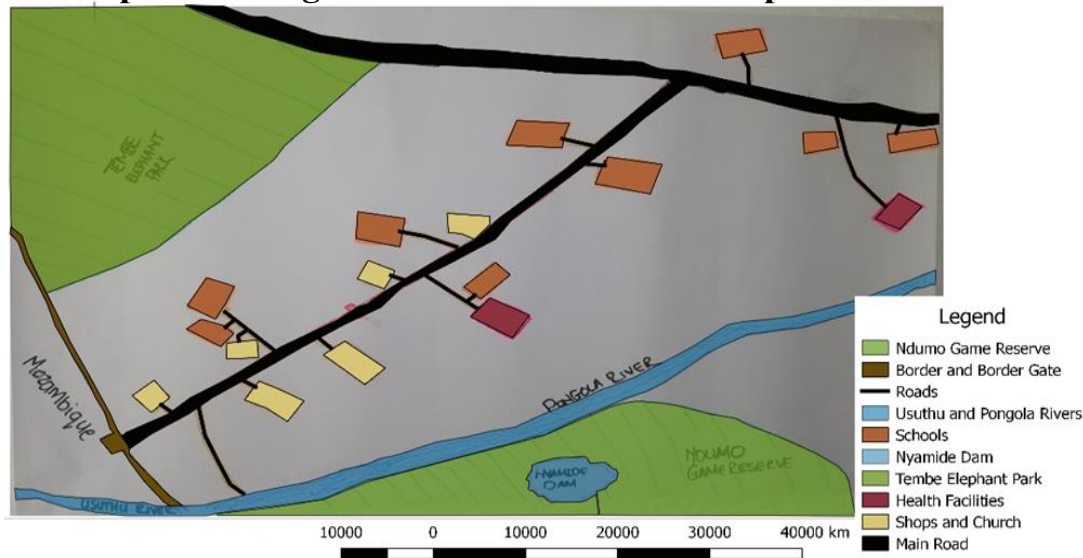 TEMBE
ELEPHANT
PARK
Mozambique
PONGOLA RIVER
NYAMIDE
DAM
NDUMO
GAME RESERVE
USUTHU RIVER
Legend
Ndumo Game Reserve
Border and Border Gate
Roads
Usuthu and Pongola Rivers
Schools
Nyamide Dam
Tembe Elephant Park
Health Facilities
Shops and Church
Main Road
10000 0 10000 20000 30000 40000 km